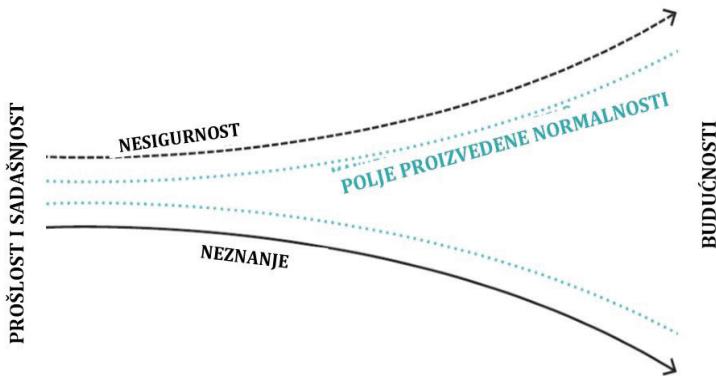 PROŠLOST I SADAŠNJOST
NESIGURNOST
POLJE PROIZVEDENE NORMALNOSTI
NEZNANJE
BUDUĆNOSTI